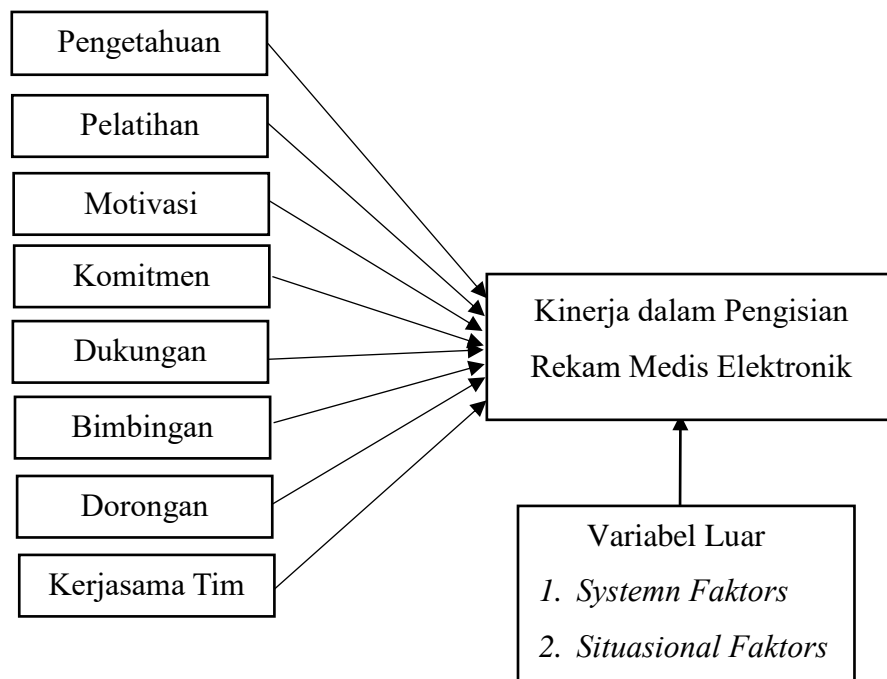 Pengetahuan
Pelatihan
Motivasi
Komitmen
Dukungan
Bimbingan
Dorongan
Kerjasama Tim
Kinerja dalam Pengisian
Rekam Medis Elektronik
Variabel Luar
1. Systemn Faktors
2. Situasional Faktors